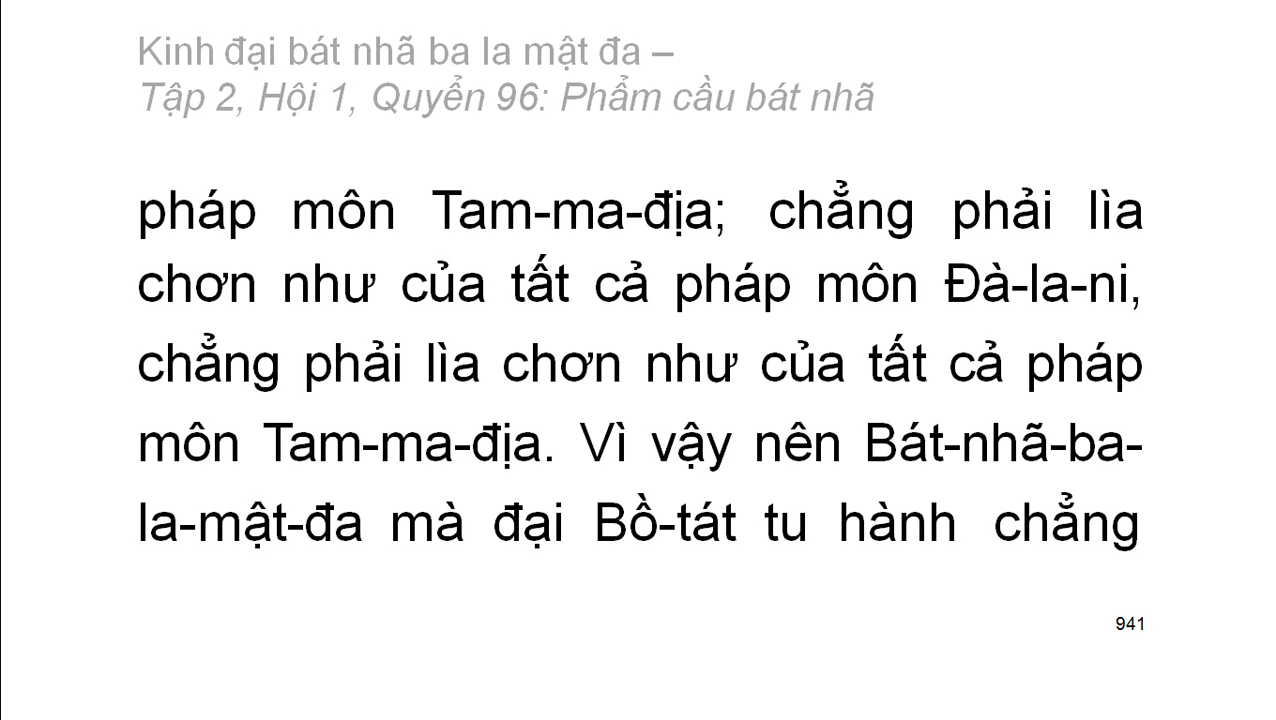 Kinh đại bát nhã ba la mật đa –
Tập 2, Hội 1, Quyển 96: Phẩm cầu bát nhã
pháp môn Tam-ma-địa; chẳng phải lìa
chơn như của tất cả pháp môn Đà-la-ni,
chẳng phải lìa chơn như của tất cả pháp
môn Tam-ma-địa. Vì vậy nên Bát-nhã-ba-
la-mật-đa mà đại Bồ-tát tu hành chẳng
941